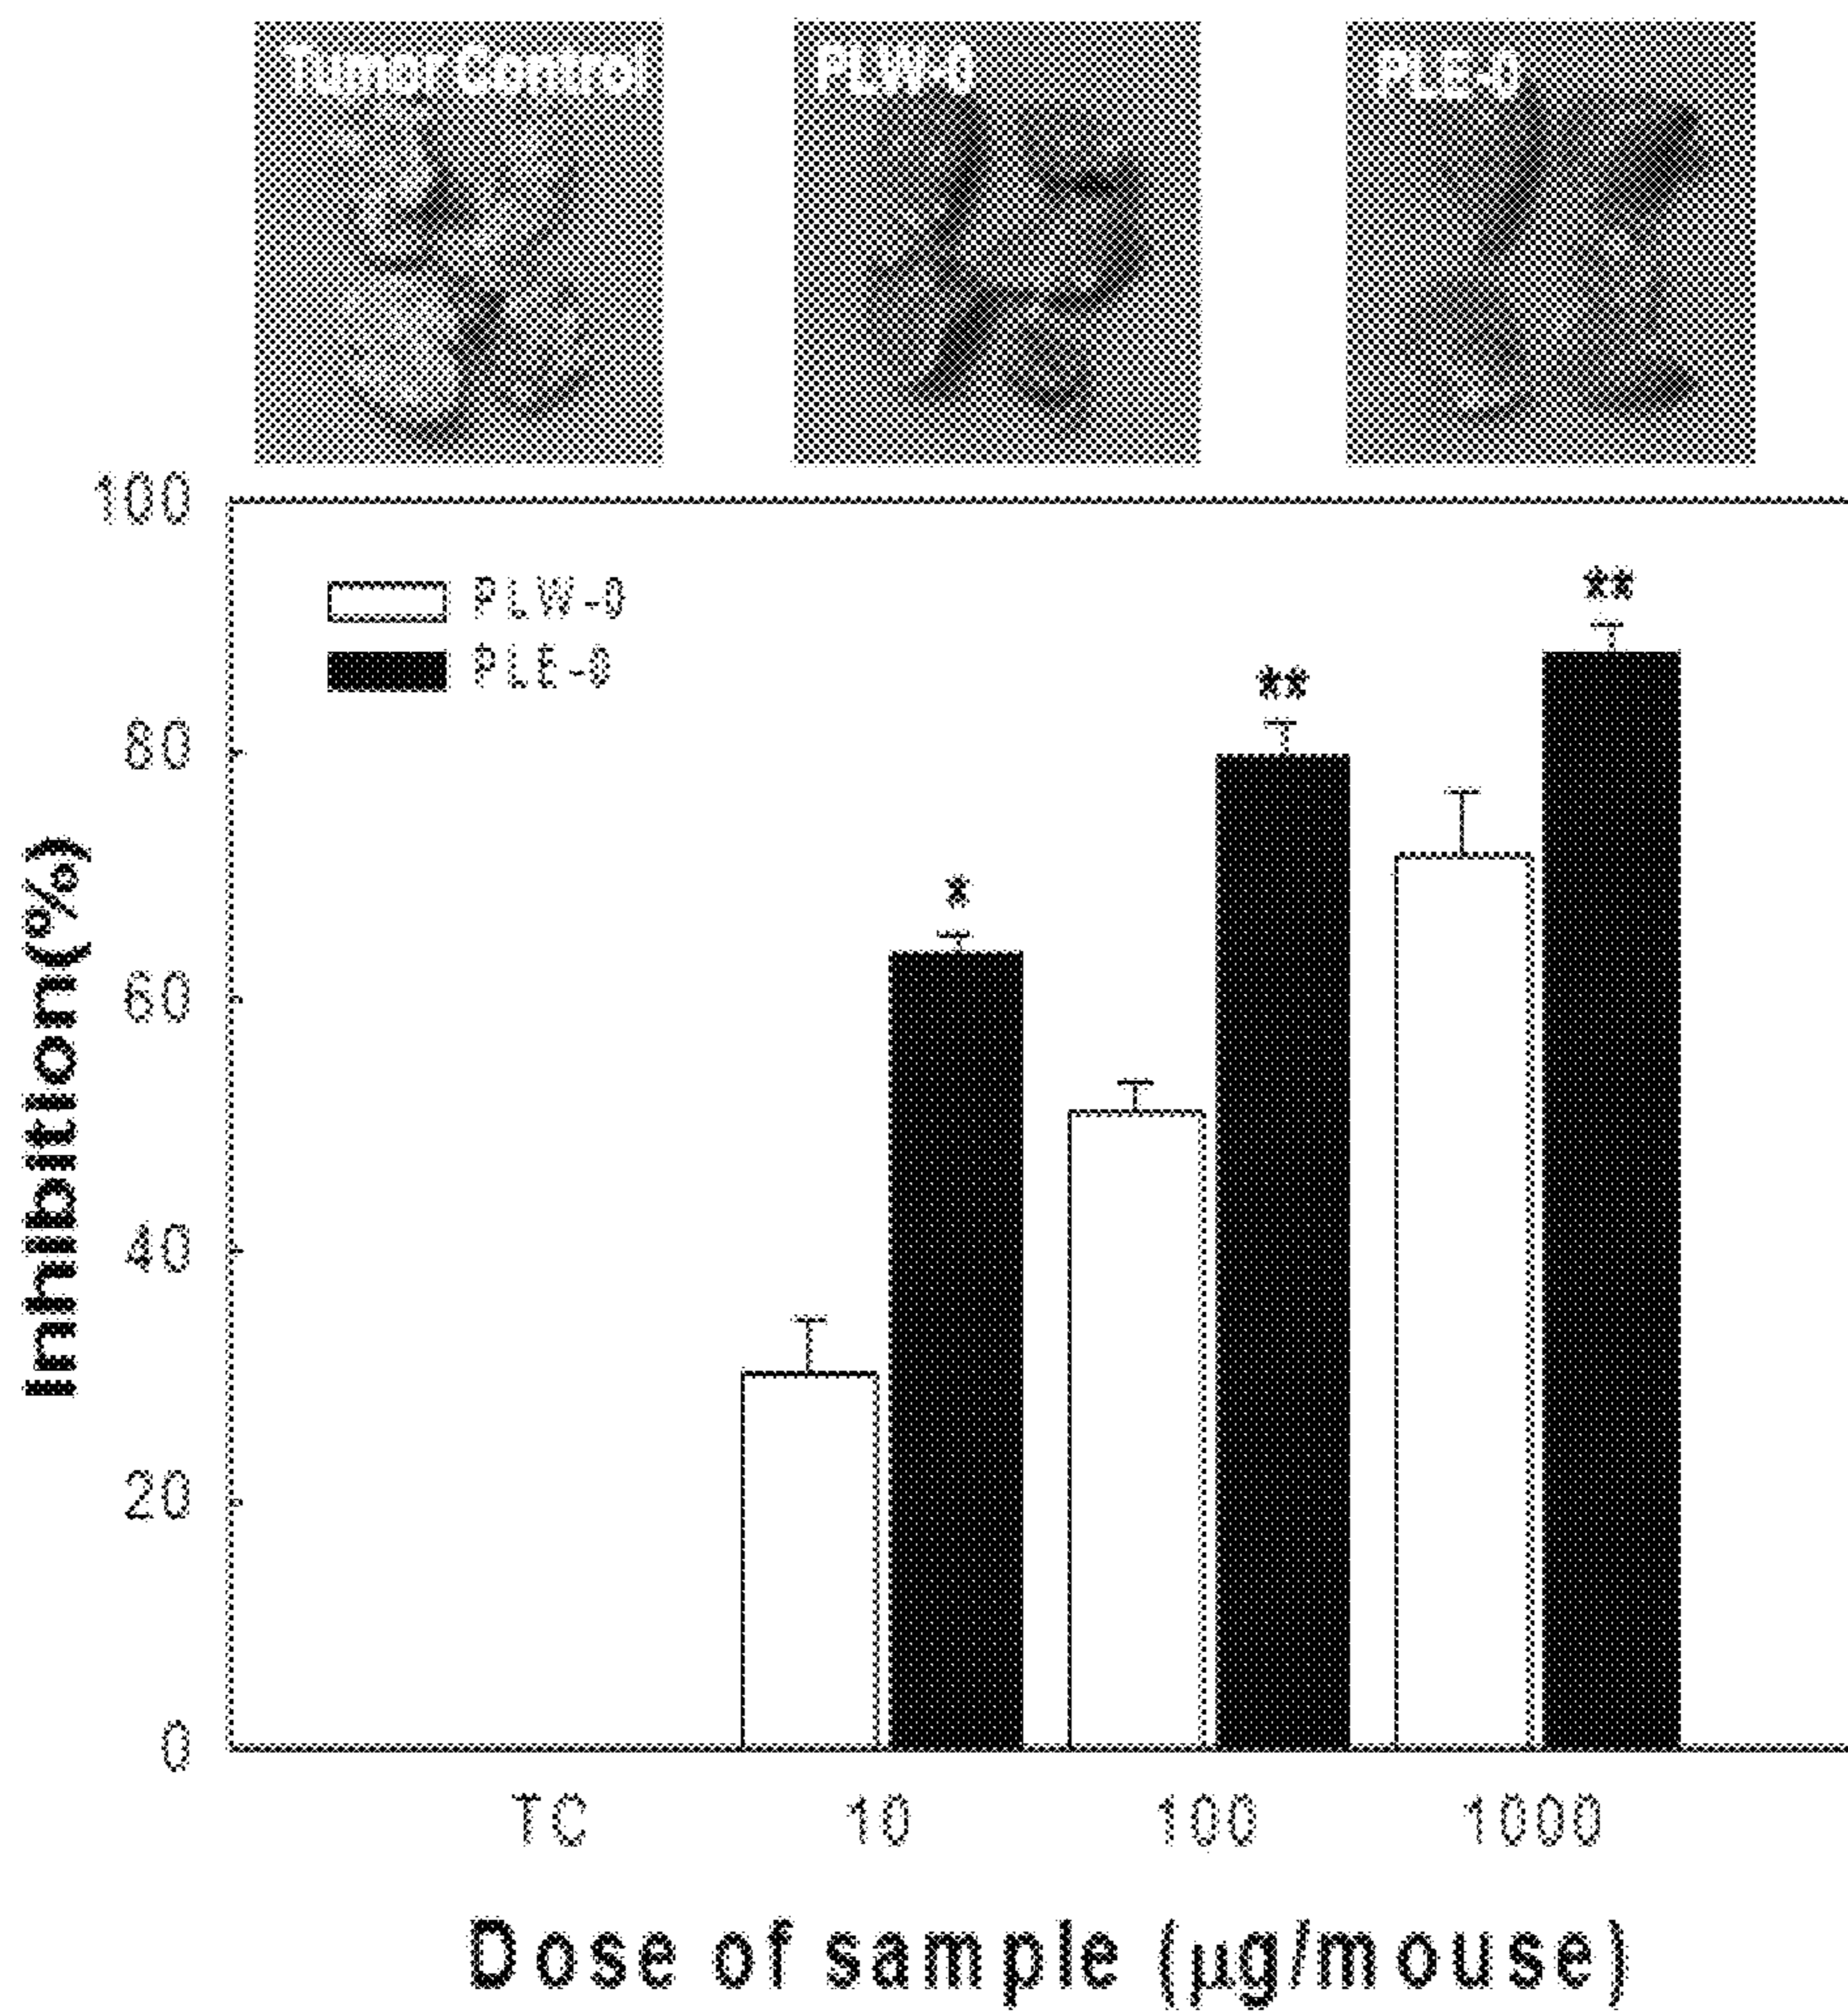 Tumor Control
PLW-0
PLE-0
100
PLW-0
PLE-0
**
**
80
*
60
40
20
0
Inhibition(%)
TC 10 100 1000
Dose of sample (μg/mouse)